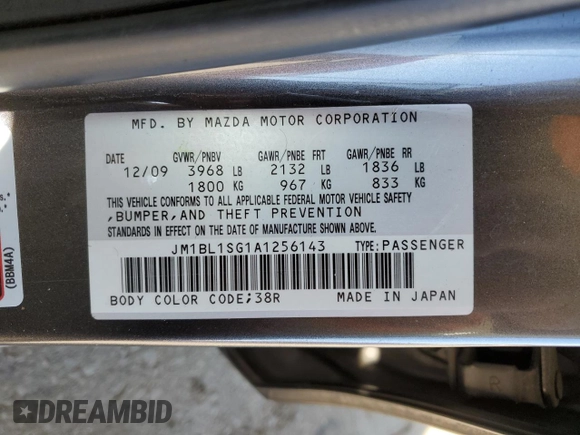 MFD. BY MAZDA MOTOR CORPORATION
DATE GVWR/PNBV GAWR/PNBE FRT GAWR/PNBE RR
12/09 3968 LB 2132 LB 1836 LB
1800 KG 967 KG 833 KG
THIS VEHICLE CONFORMS TO ALL APPLICABLE FEDERAL MOTOR VEHICLE SAFETY
,BUMPER,AND THEFT PREVENTION
STANDARDS IN EFFECT ON THE DATE OF MANUFACTURE SHOWN ABOVE.
JM1BL1SG1A1256143 TYPE:PASSENGER
BODY COLOR CODE;38R MADE IN JAPAN
(BBM4A)
R
DREAMBID